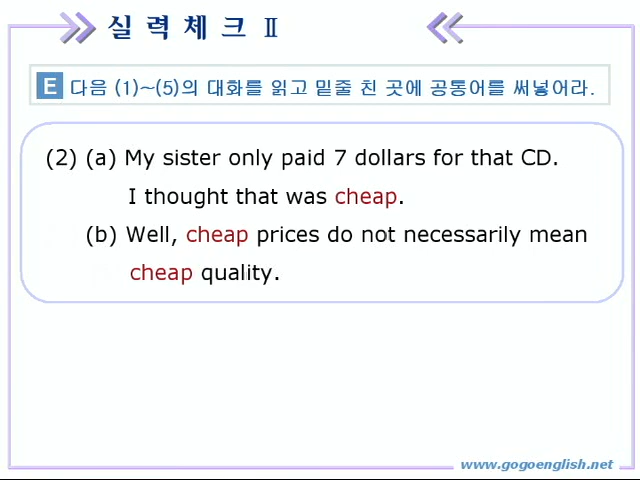 실 력 체 크 Ⅱ
E 다음 (1)~(5)의 대화를 읽고 밑줄 친 곳에 공통어를 써넣어라.
(2) (a) My sister only paid 7 dollars for that CD.
I thought that was cheap.
(b) Well, cheap prices do not necessarily mean
cheap quality.
www.gogoenglish.net